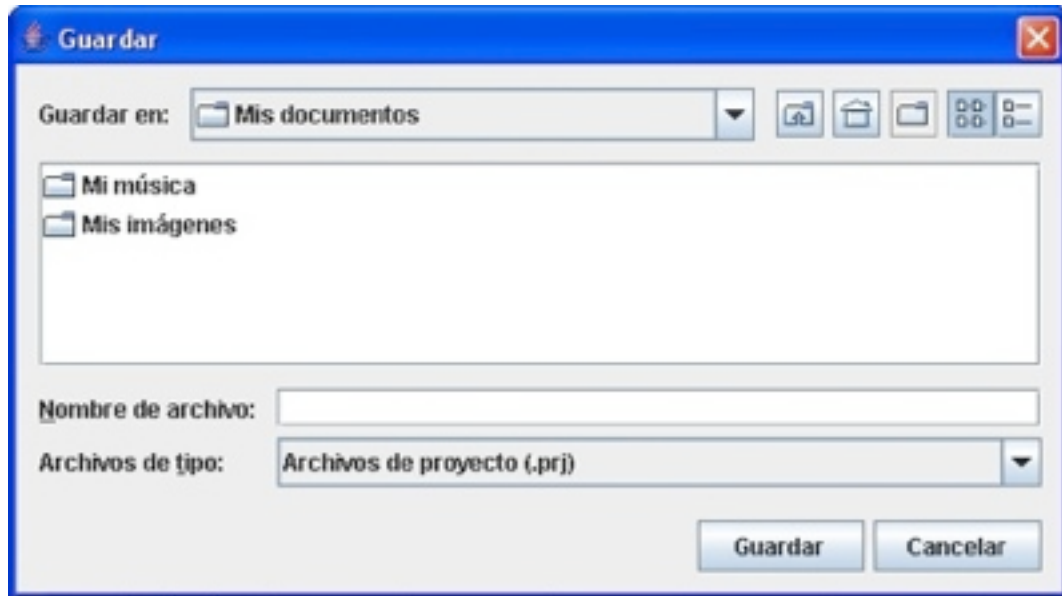 Guardar
Guardar en: Mis documentos
Mi música
Mis imágenes
Nombre de archivo:
Archivos de tipo: Archivos de proyecto (.prj)
Guardar Cancelar